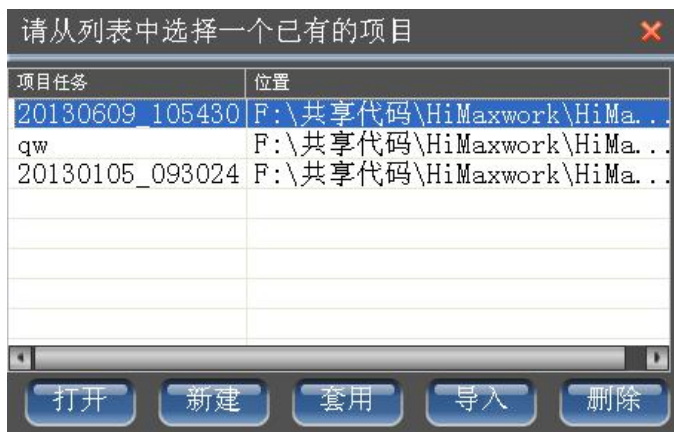 请从列表中选择一个已有的项目
项目任务 位置
20130609_105430 F:\共享代码\HiMaxwork\HiMa...
qw F:\共享代码\HiMaxwork\HiMa...
20130105_093024 F:\共享代码\HiMaxwork\HiMa...
打开 新建 套用 导入 删除